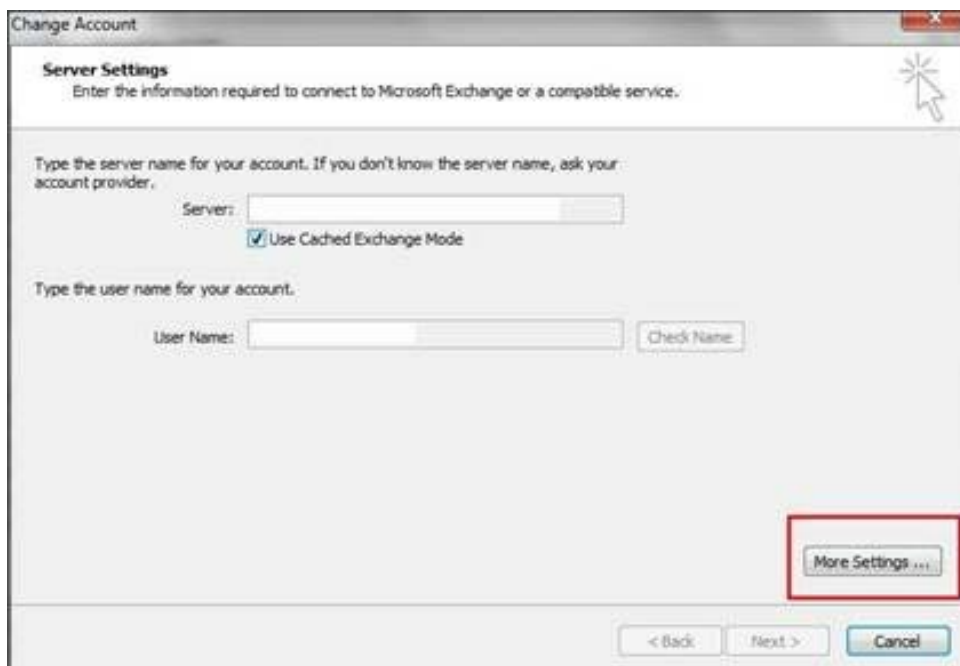 Change Account
Server Settings
Enter the information required to connect to Microsoft Exchange or a compatible service.
Type the server name for your account. If you don't know the server name, ask your
account provider.
Server:
Use Cached Exchange Mode
Type the user name for your account.
User Name:
Check Name
More Settings ...
< Back
Next >
Cancel